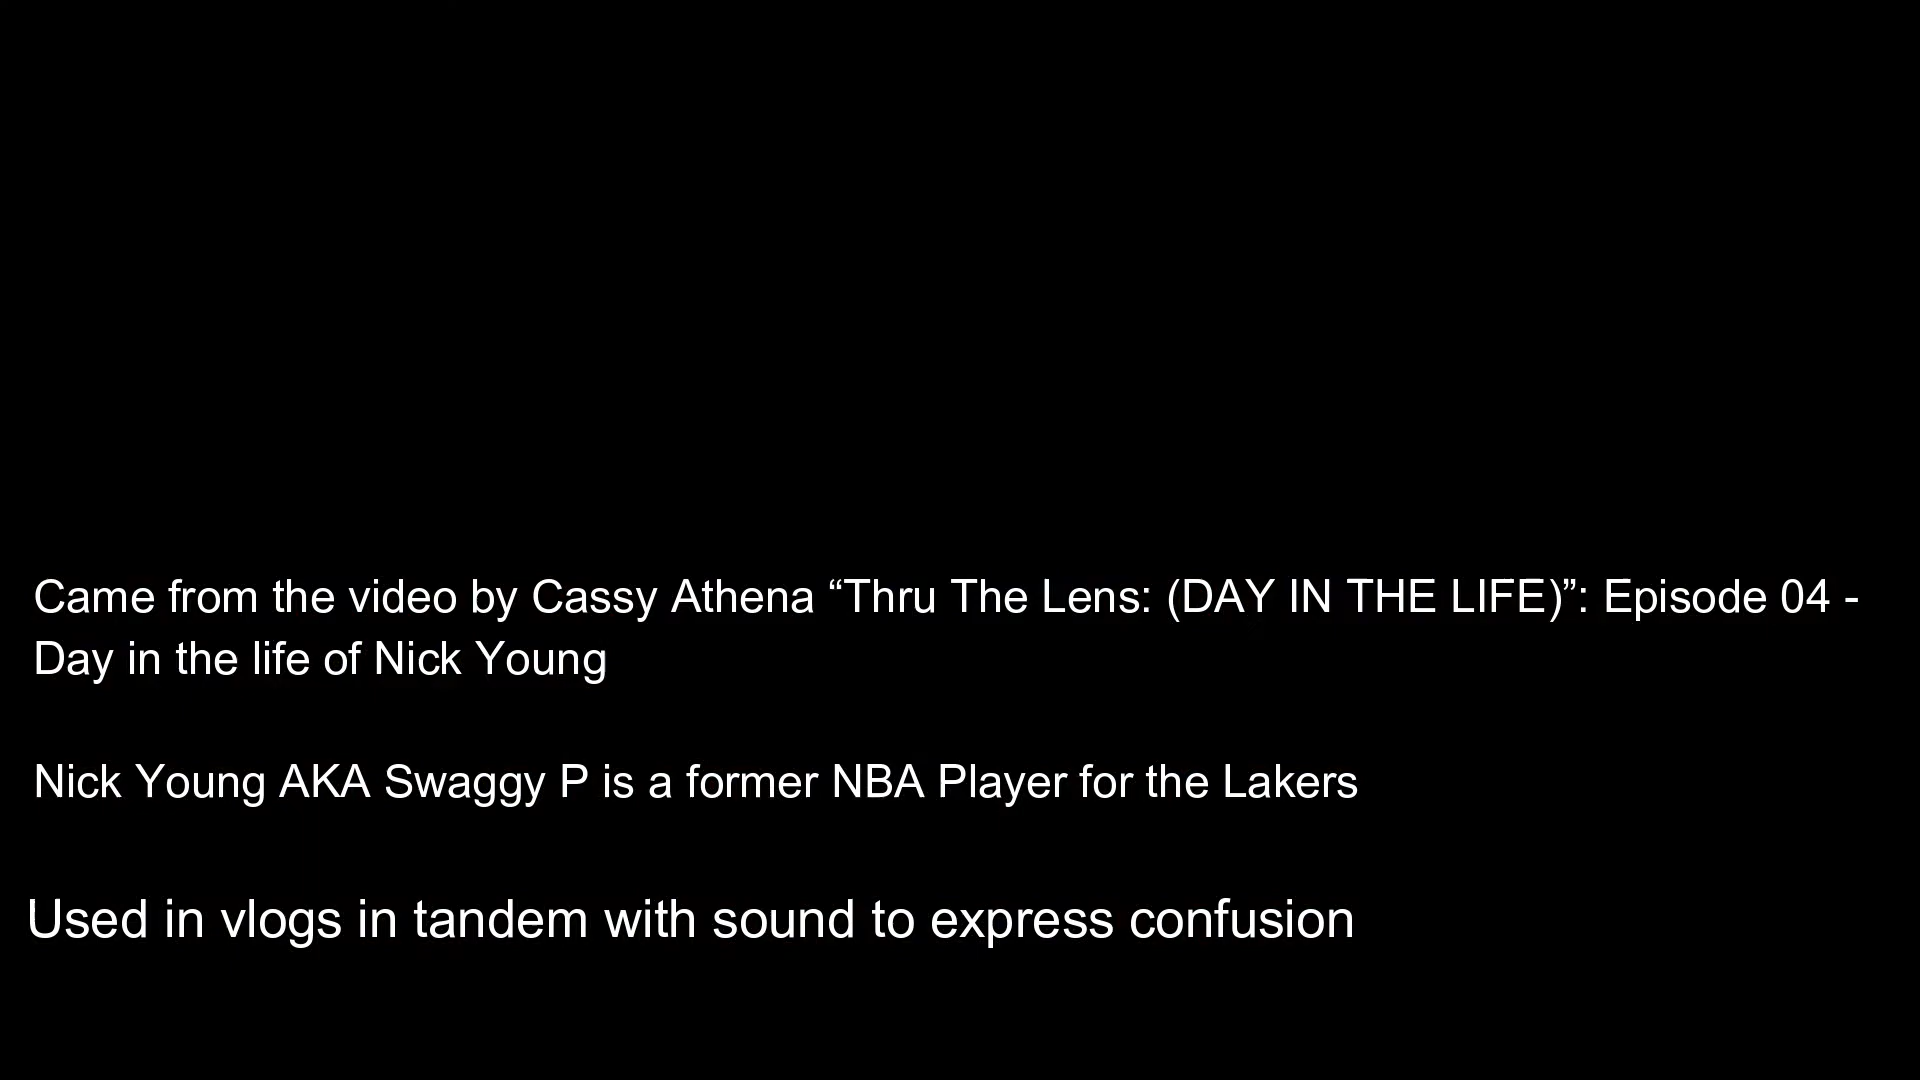 Came from the video by Cassy Athena “Thru The Lens: (DAY IN THE LIFE)”: Episode 04 -
Day in the life of Nick Young
Nick Young AKA Swaggy P is a former NBA Player for the Lakers
Used in vlogs in tandem with sound to express confusion